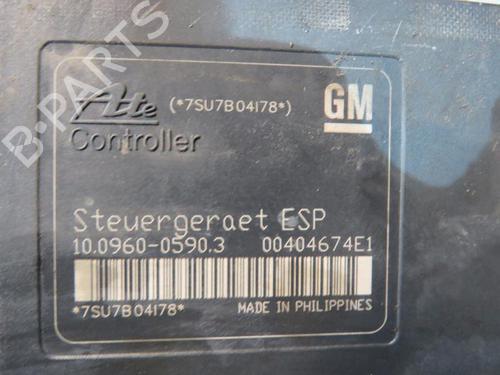 Ate (*7SU7B04178*) GM
Controller
Steuergeraet ESP
10.0960-0590.3 00404674E1
*7SU7B04178* MADE IN PHILIPPINES
B-PARTS